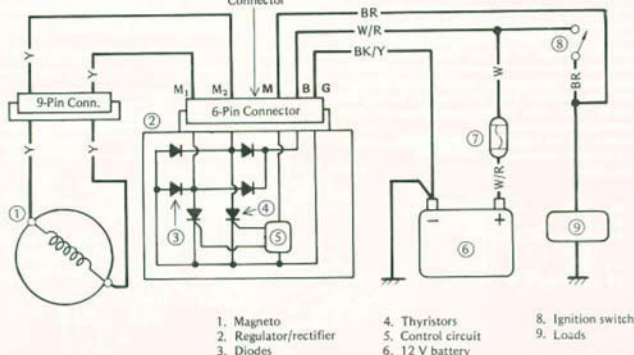 Connector
BR
W/R
BK/Y
Y
Y
M₁ M₂ M B G
9-Pin Conn.
6-Pin Connector
②
⑧
W
BR
Y
Y
⑦
W/R
①
③
④
⑤
− +
⑥
⑨
1. Magneto
2. Regulator/rectifier
3. Diodes
4. Thyristors
5. Control circuit
6. 12 V battery
8. Ignition switch
9. Loads